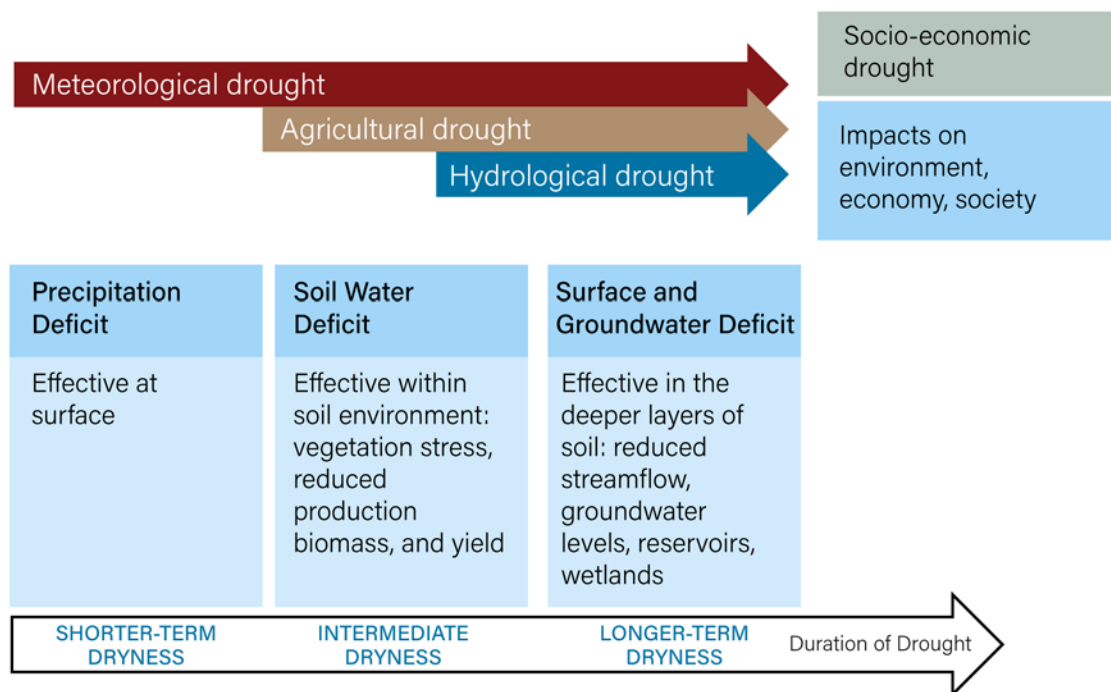 Meteorological drought
Agricultural drought
Hydrological drought
Socio-economic
drought
Impacts on
environment,
economy, society
Precipitation
Deficit
Effective at
surface
Soil Water
Deficit
Effective within
soil environment:
vegetation stress,
reduced
production
biomass, and yield
Surface and
Groundwater Deficit
Effective in the
deeper layers of
soil: reduced
streamflow,
groundwater
levels, reservoirs,
wetlands
SHORTER-TERM
DRYNESS
INTERMEDIATE
DRYNESS
LONGER-TERM
DRYNESS
Duration of Drought